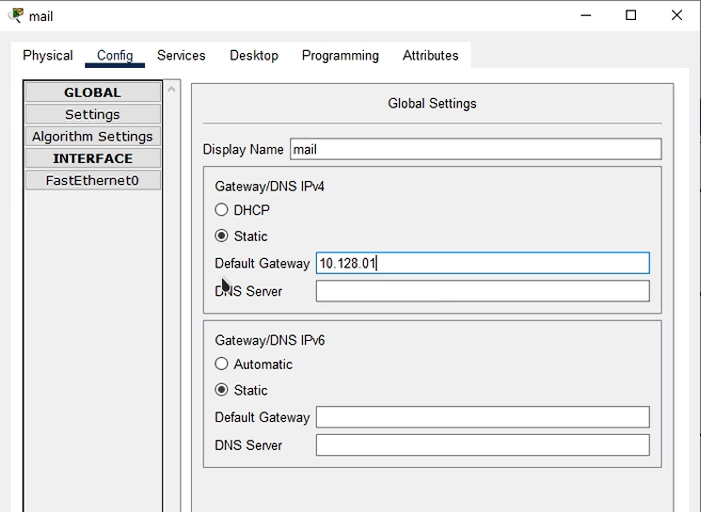 mail
Physical Config Services Desktop Programming Attributes
GLOBAL
Settings
Algorithm Settings
INTERFACE
FastEthernet0
Global Settings
Display Name mail
Gateway/DNS IPv4
DHCP
Static
Default Gateway 10.128.01
DNS Server
Gateway/DNS IPv6
Automatic
Static
Default Gateway
DNS Server